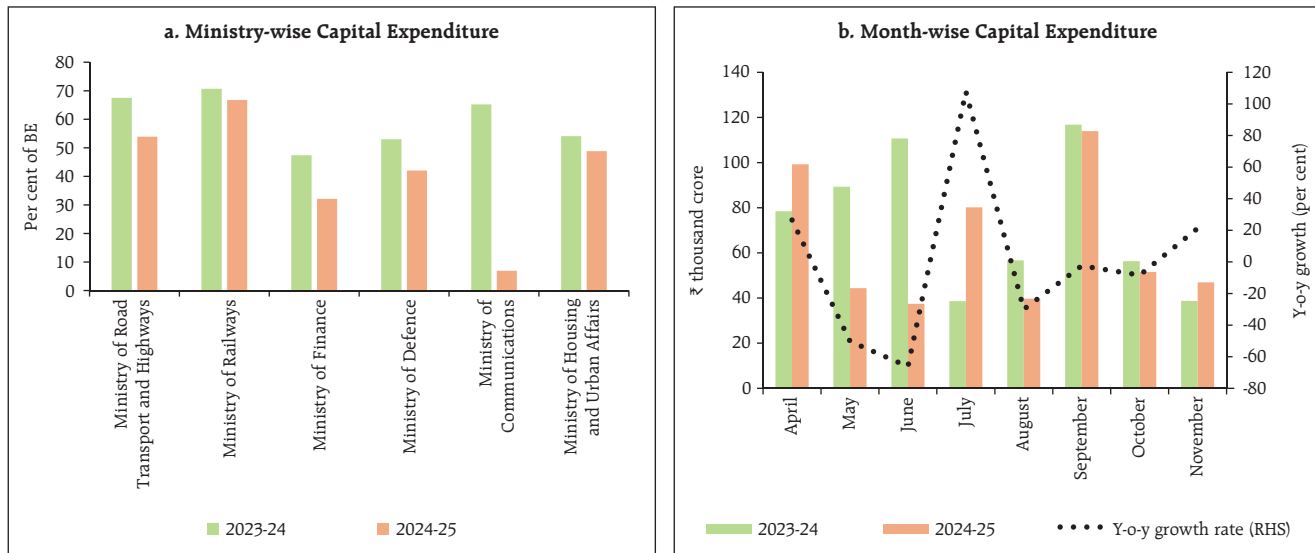 a. Ministry-wise Capital Expenditure
Per cent of BE
80
70
60
50
40
30
20
10
0
Ministry of Road
Transport and Highways
Ministry of Railways
Ministry of Finance
Ministry of Defence
Ministry of
Communications
Ministry of Housing
and Urban Affairs
2023-24
2024-25
b. Month-wise Capital Expenditure
₹ thousand crore
140
120
100
80
60
40
20
0
April
May
June
July
August
September
October
November
120
100
80
60
40
20
0
-20
-40
-60
-80
Y-o-y growth (per cent)
2023-24
2024-25
Y-o-y growth rate (RHS)